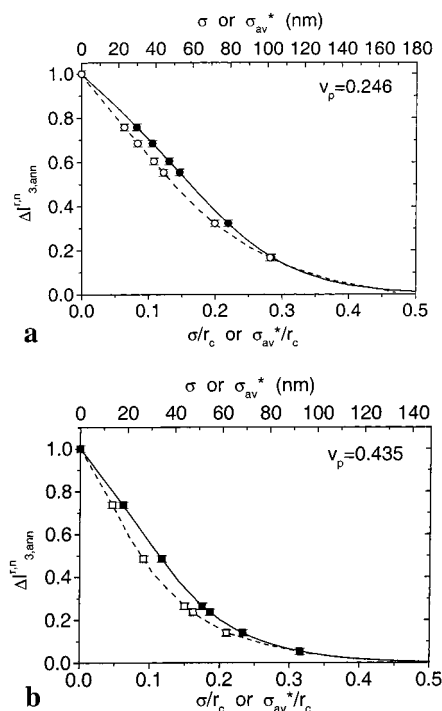 σ or σav* (nm)
0 20 40 60 80 100 120 140 160 180
vp=0.246
1.0
0.8
0.6
0.4
0.2
0.0
ΔI r,n 3,ann
0.0 0.1 0.2 0.3 0.4 0.5
a
σ/rc or σav*/rc
σ or σav* (nm)
0 20 40 60 80 100 120 140
vp=0.435
1.0
0.8
0.6
0.4
0.2
0.0
ΔI r,n 3,ann
0.0 0.1 0.2 0.3 0.4 0.5
b
σ/rc or σav*/rc